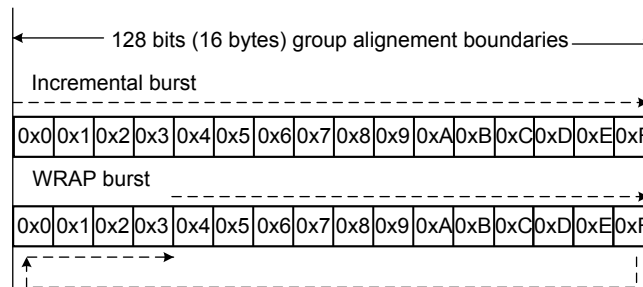 128 bits (16 bytes) group alignement boundaries
Incremental burst
0x0 0x1 0x2 0x3 0x4 0x5 0x6 0x7 0x8 0x9 0xA 0xB 0xC 0xD 0xE 0xF
WRAP burst
0x0 0x1 0x2 0x3 0x4 0x5 0x6 0x7 0x8 0x9 0xA 0xB 0xC 0xD 0xE 0xF